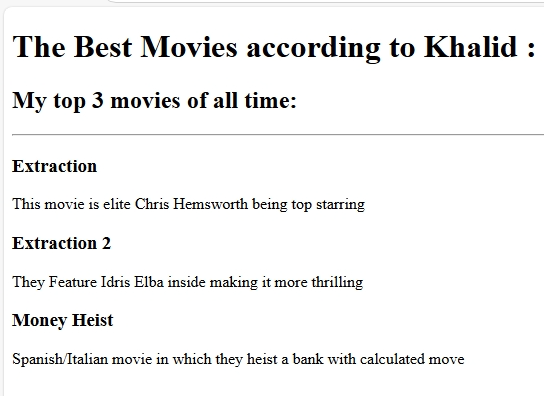 The Best Movies according to Khalid :
My top 3 movies of all time:
Extraction
This movie is elite Chris Hemsworth being top starring
Extraction 2
They Feature Idris Elba inside making it more thrilling
Money Heist
Spanish/Italian movie in which they heist a bank with calculated move